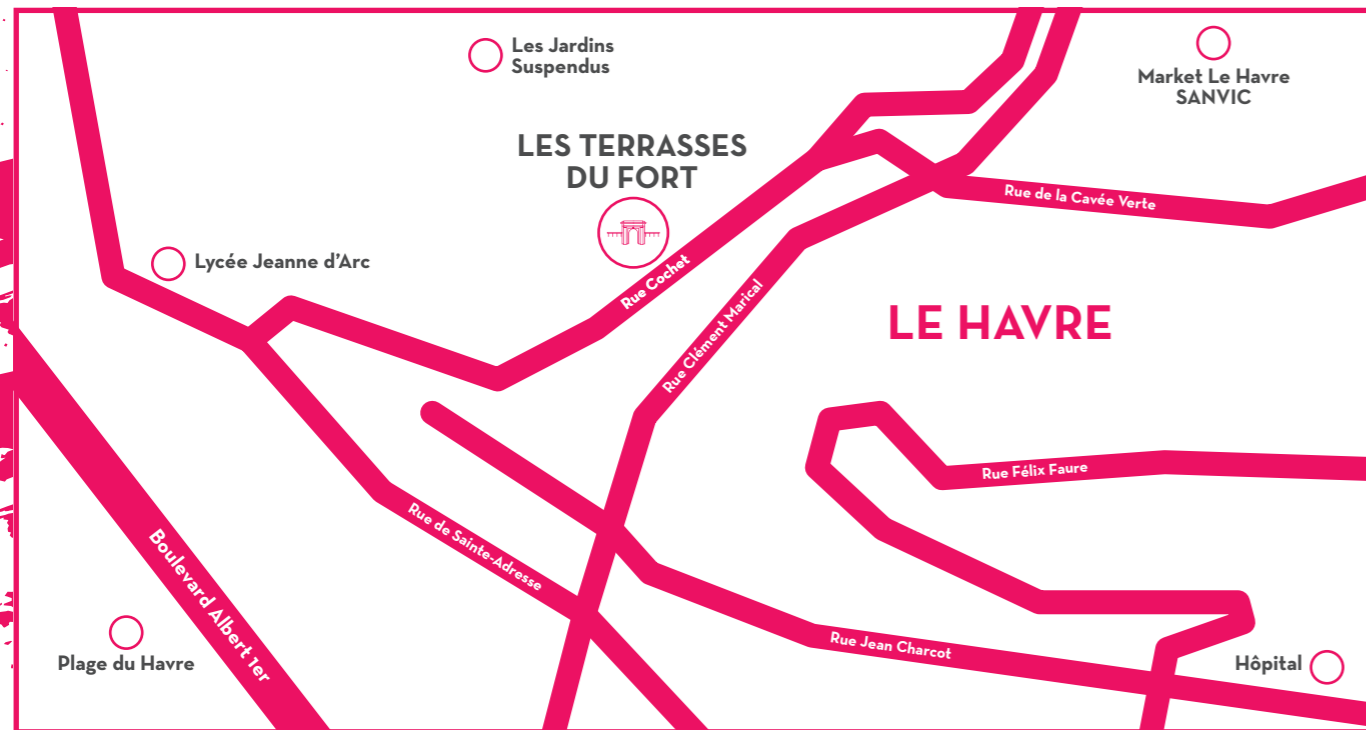 Les Jardins
Suspendus
Market Le Havre
SANVIC
LES TERRASSES
DU FORT
Rue de la Cavée Verte
Lycée Jeanne d'Arc
Rue Cochet
Rue Clément Marical
LE HAVRE
Rue Félix Faure
Rue de Sainte-Adresse
Boulevard Albert 1er
Plage du Havre
Rue Jean Charcot
Hôpital